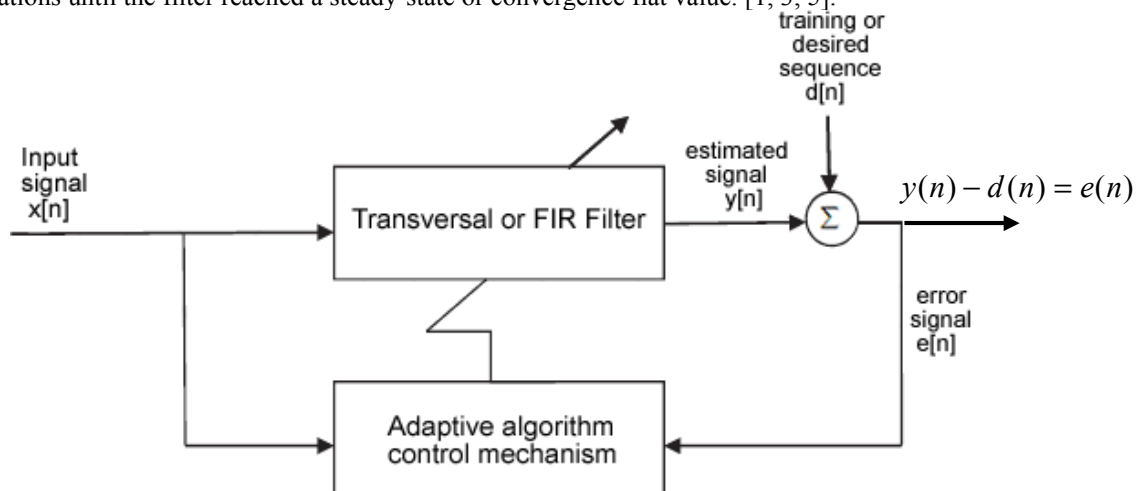 ations until the filter reached a steady-state or convergence flat value. [1, 3, 5].
training or
desired
sequence
d[n]
Input
signal
x[n]
Transversal or FIR Filter
estimated
signal
y[n]
Σ
y(n) − d(n) = e(n)
error
signal
e[n]
Adaptive algorithm
control mechanism